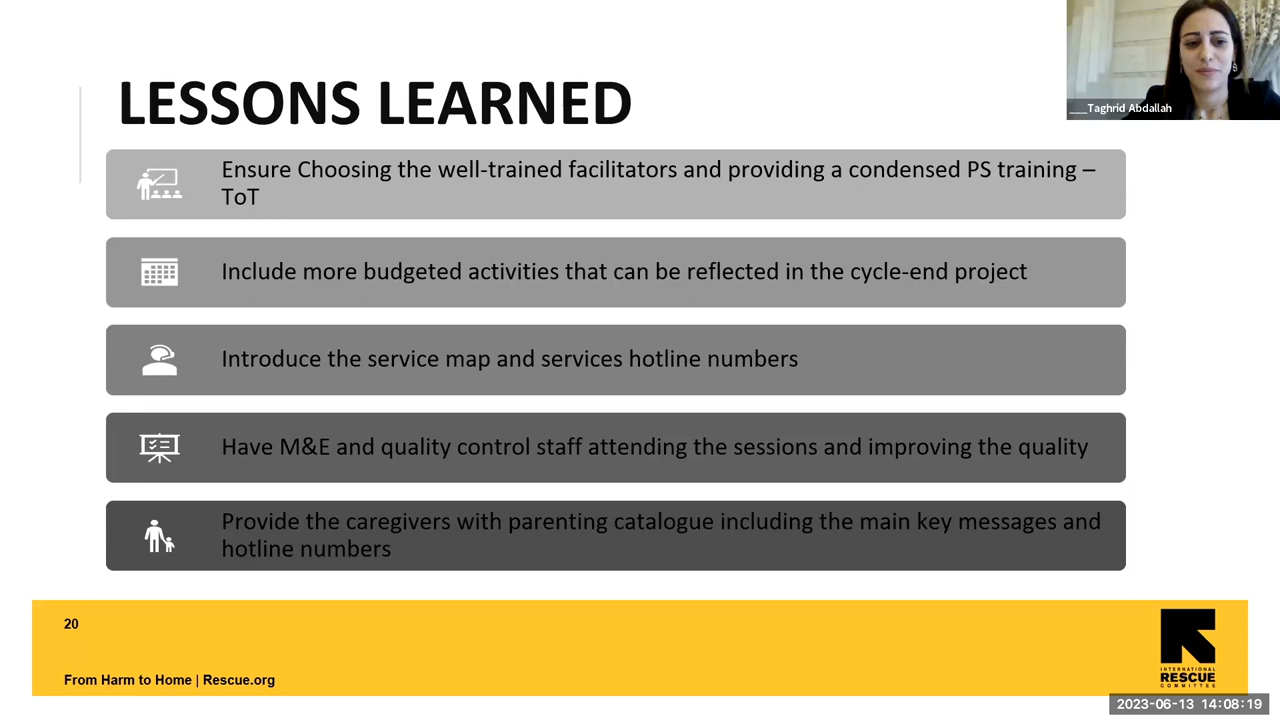 ___Taghrid Abdallah
LESSONS LEARNED
Ensure Choosing the well-trained facilitators and providing a condensed PS training –
ToT
Include more budgeted activities that can be reflected in the cycle-end project
Introduce the service map and services hotline numbers
Have M&E and quality control staff attending the sessions and improving the quality
Provide the caregivers with parenting catalogue including the main key messages and
hotline numbers
20
From Harm to Home | Rescue.org
INTERNATIONAL
RESCUE
COMMITTEE
2023-06-13 14:08:19